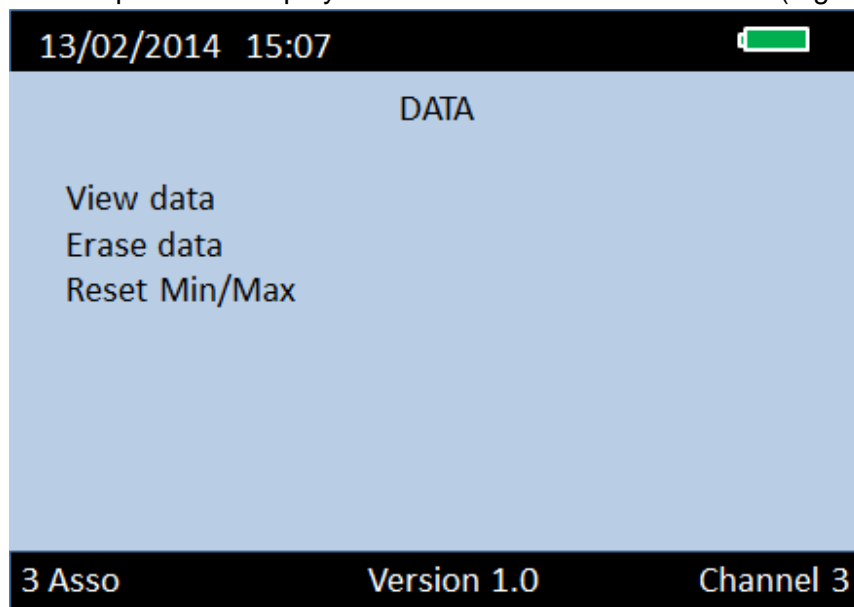 13/02/2014 15:07
DATA
View data
Erase data
Reset Min/Max
3 Asso Version 1.0 Channel 3